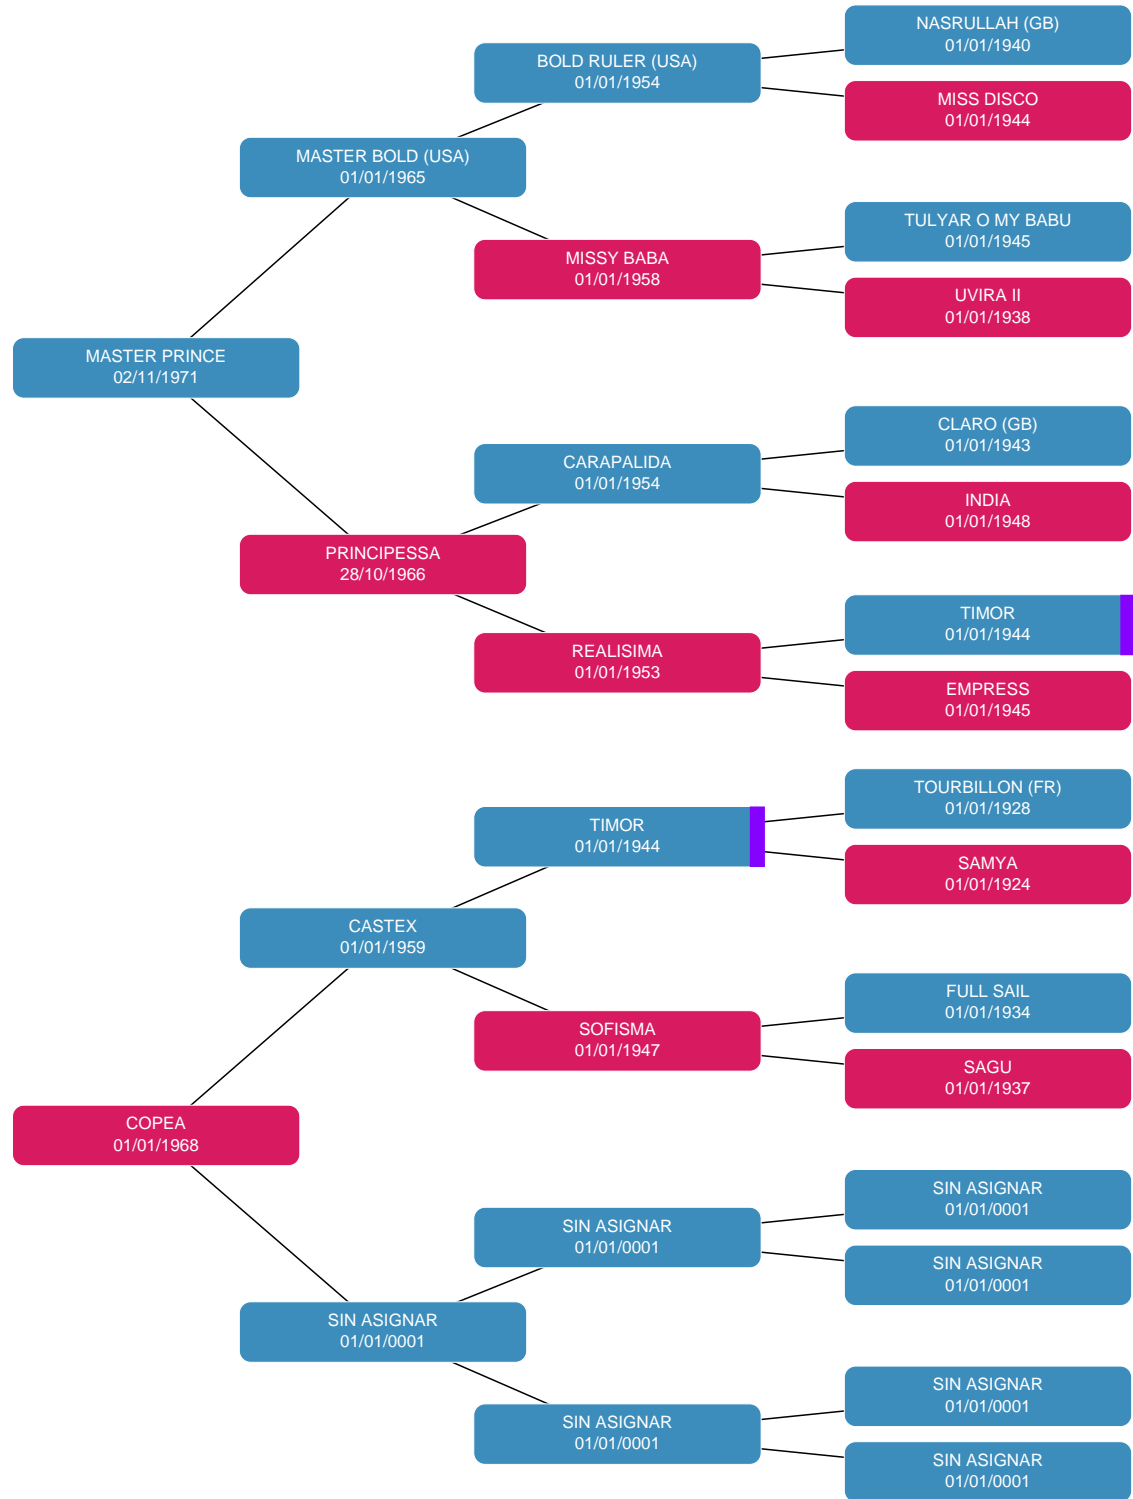 NASRULLAH (GB)
01/01/1940
BOLD RULER (USA)
01/01/1954
MISS DISCO
01/01/1944
MASTER BOLD (USA)
01/01/1965
TULYAR O MY BABU
01/01/1945
MISSY BABA
01/01/1958
UVIRA II
01/01/1938
MASTER PRINCE
02/11/1971
CLARO (GB)
01/01/1943
CARAPALIDA
01/01/1954
INDIA
01/01/1948
PRINCIPESSA
28/10/1966
TIMOR
01/01/1944
REALISIMA
01/01/1953
EMPRESS
01/01/1945
TOURBILLON (FR)
01/01/1928
TIMOR
01/01/1944
SAMYA
01/01/1924
CASTEX
01/01/1959
FULL SAIL
01/01/1934
SOFISMA
01/01/1947
SAGU
01/01/1937
COPEA
01/01/1968
SIN ASIGNAR
01/01/0001
SIN ASIGNAR
01/01/0001
SIN ASIGNAR
01/01/0001
SIN ASIGNAR
01/01/0001
SIN ASIGNAR
01/01/0001
SIN ASIGNAR
01/01/0001
SIN ASIGNAR
01/01/0001